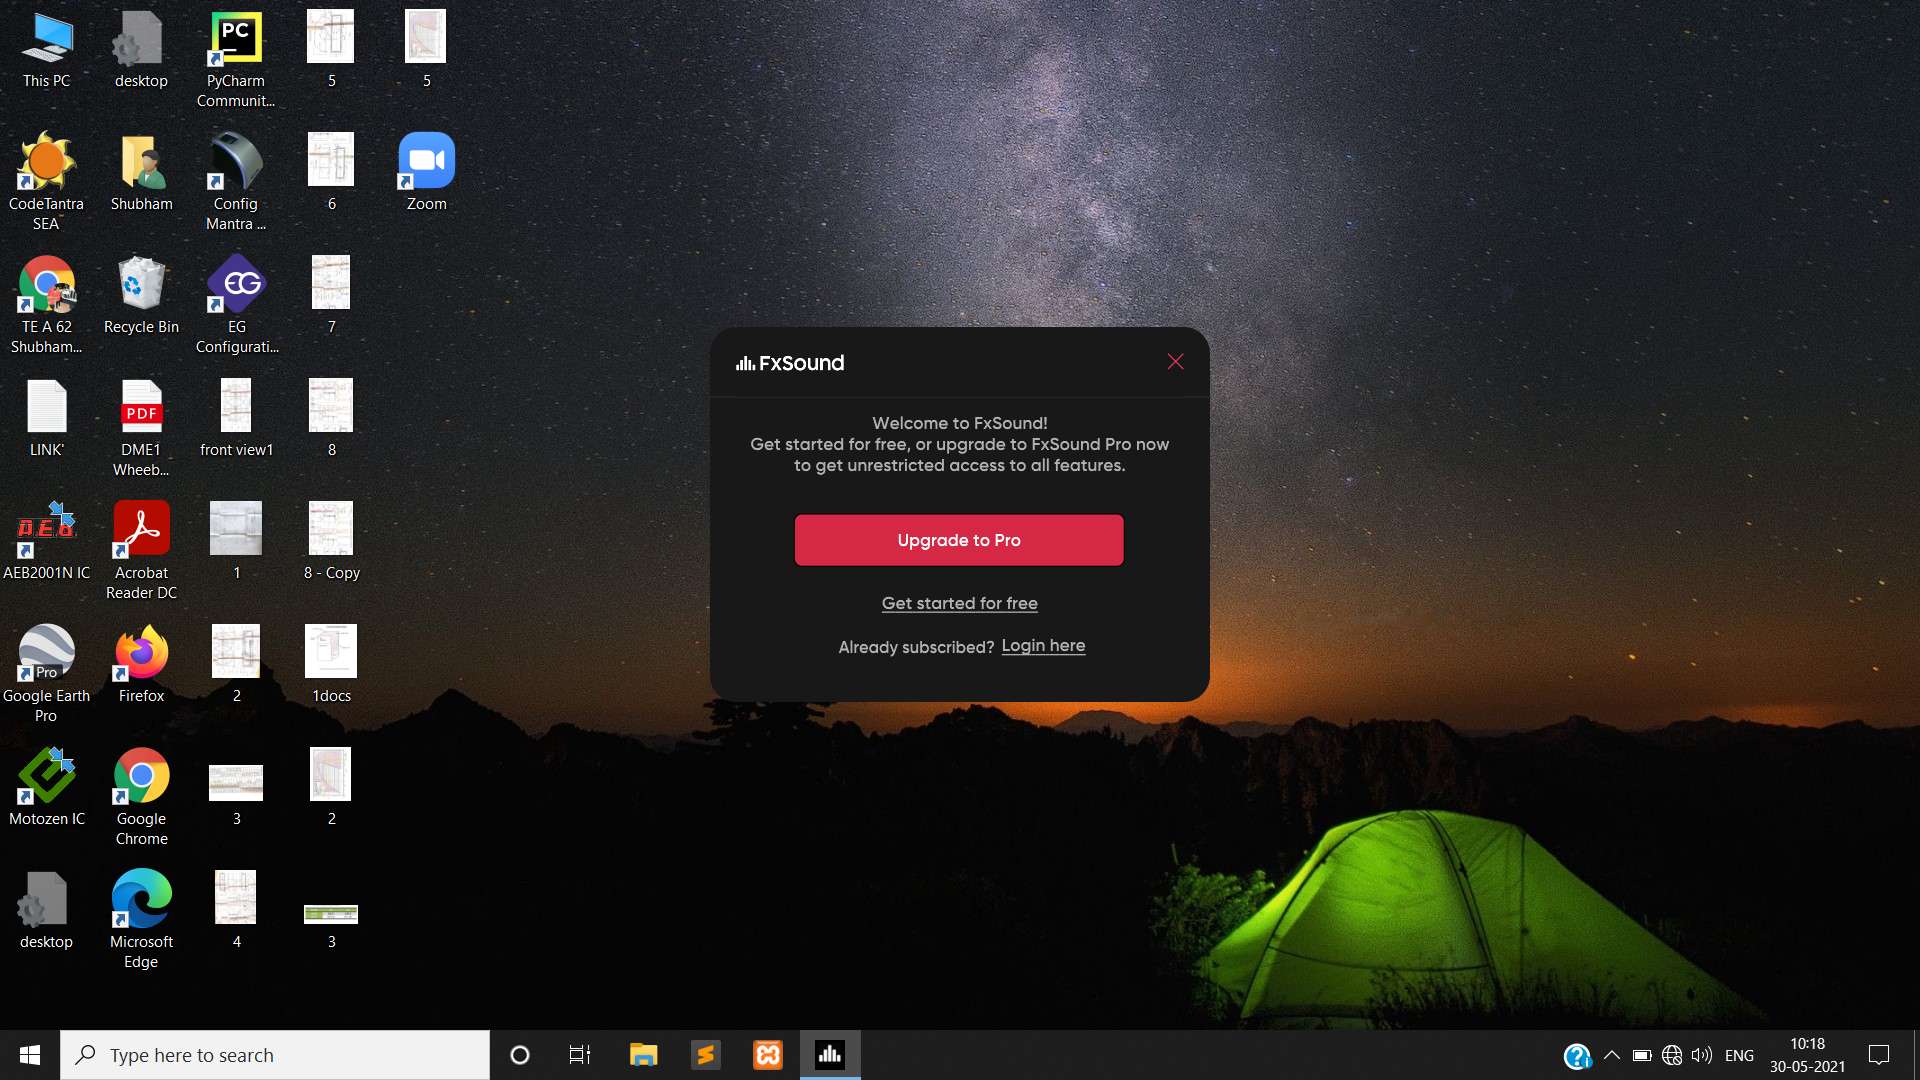 This PC
desktop
PyCharm
Communit...
5
5
CodeTantra
SEA
Shubham
Config
Mantra ...
6
Zoom
TE A 62
Shubham...
Recycle Bin
EG
EG
Configurati...
7
LINK'
PDF
DME1
Wheeb...
front view1
8
AEB2001N IC
Acrobat
Reader DC
1
8 - Copy
Pro
Google Earth
Pro
Firefox
2
1docs
Motozen IC
Google
Chrome
3
2
desktop
Microsoft
Edge
4
3
PC
FxSound
Welcome to FxSound!
Get started for free, or upgrade to FxSound Pro now
to get unrestricted access to all features.
Upgrade to Pro
Get started for free
Already subscribed? Login here
Type here to search
ENG
10:18
30-05-2021